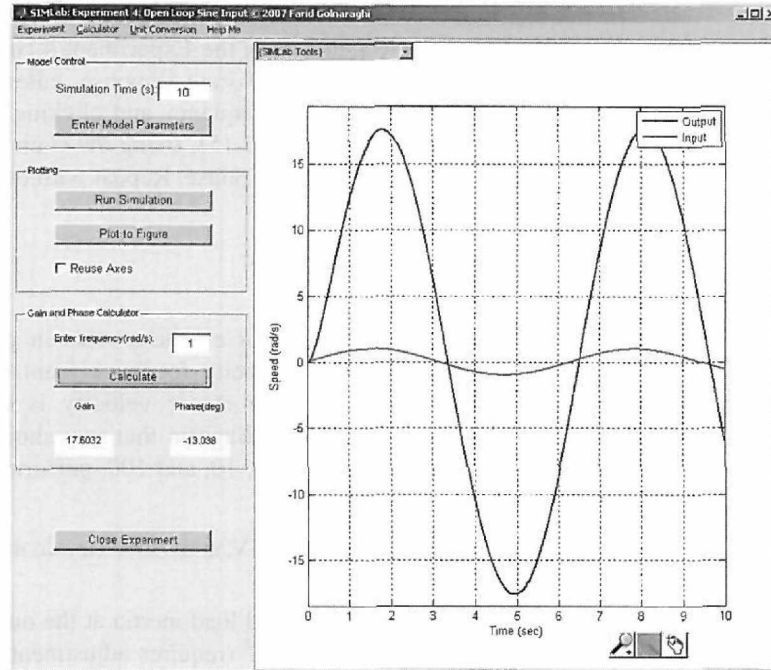 SIMLab: Experiment 4: Open Loop Sine Input © 2007 Farid Golnaraghi
Experiment Calculator Unit Conversion Help Me
{SIMLab Tools}
Model Control
Simulation Time (s): 10
Enter Model Parameters
Plotting
Run Simulation
Plot to Figure
Reuse Axes
Gain and Phase Calculator
Enter frequency(rad/s): 1
Calculate
Gain Phase(deg)
17.6032 -13.038
Close Experiment
Output
Input
Speed (rad/s)
15
10
5
0
-5
-10
-15
0 1 2 3 4 5 6 7 8 9 10
Time (sec)